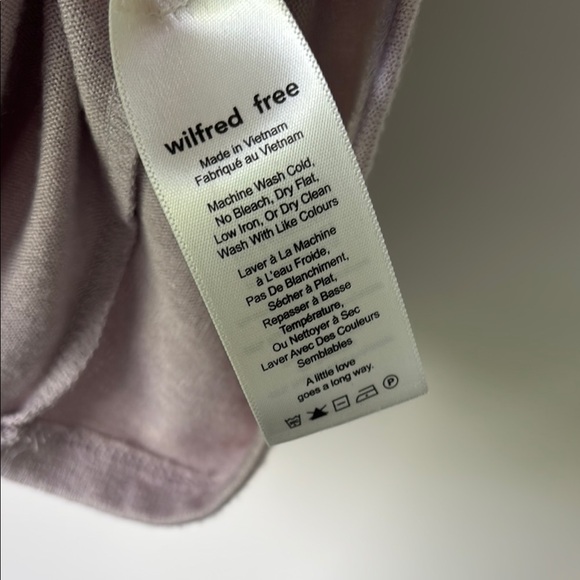 wilfred free
Made in Vietnam
Fabriqué au Vietnam
Machine Wash Cold,
No Bleach, Dry Flat,
Low Iron, Or Dry Clean
Wash With Like Colours
Laver à La Machine
à L'eau Froide,
Pas De Blanchiment,
Sécher à Plat,
Repasser à Basse
Température,
Ou Nettoyer à Sec
Laver Avec Des Couleurs
Semblables
A little love
goes a long way.
P